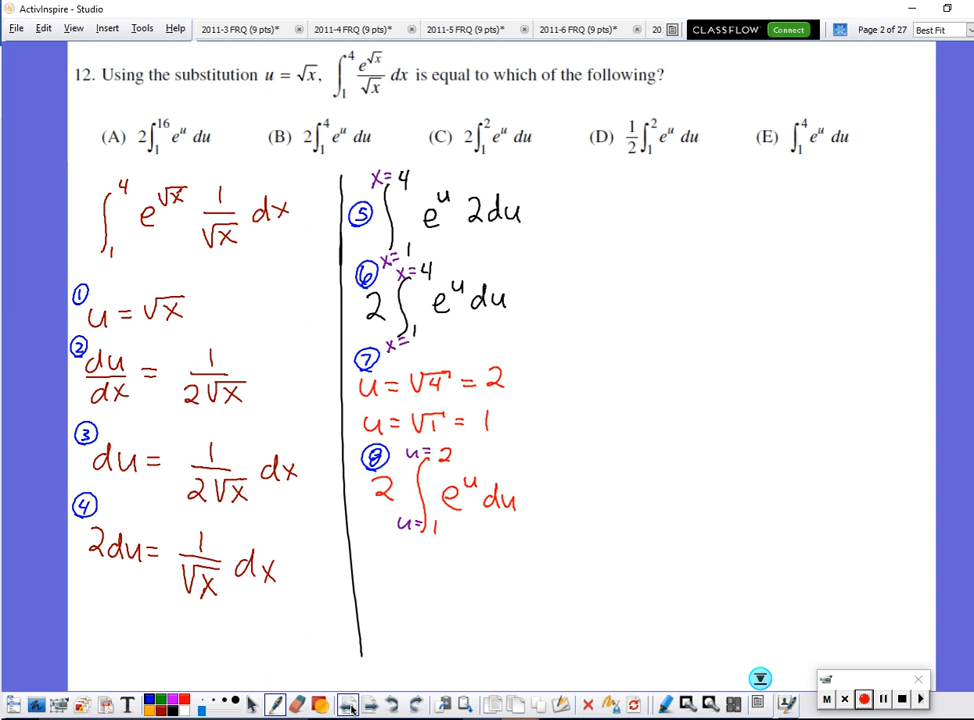 ActivInspire - Studio
File Edit View Insert Tools Help 2011-3 FRQ (9 pts)* 2011-4 FRQ (9 pts)* 2011-5 FRQ (9 pts)* 2011-6 FRQ (9 pts)* 20 CLASSFLOW Connect Page 2 of 27 Best Fit
12. Using the substitution u = √x, ∫₁⁴ e^√x/√x dx is equal to which of the following?
(A) 2∫₁¹⁶ e^u du (B) 2∫₁⁴ e^u du (C) 2∫₁² e^u du (D) 1/2 ∫₁² e^u du (E) ∫₁⁴ e^u du
∫₁⁴ e^√x 1/√x dx
① u = √x
② du/dx = 1/2√x
③ du = 1/2√x dx
④ 2du = 1/√x dx
⑤ ∫_{x=1}^{x=4} e^u 2du
⑥ 2 ∫_{x=1}^{x=4} e^u du
⑦
u = √4 = 2
u = √1 = 1
⑧ 2 ∫_{u=1}^{u=2} e^u du
M
T